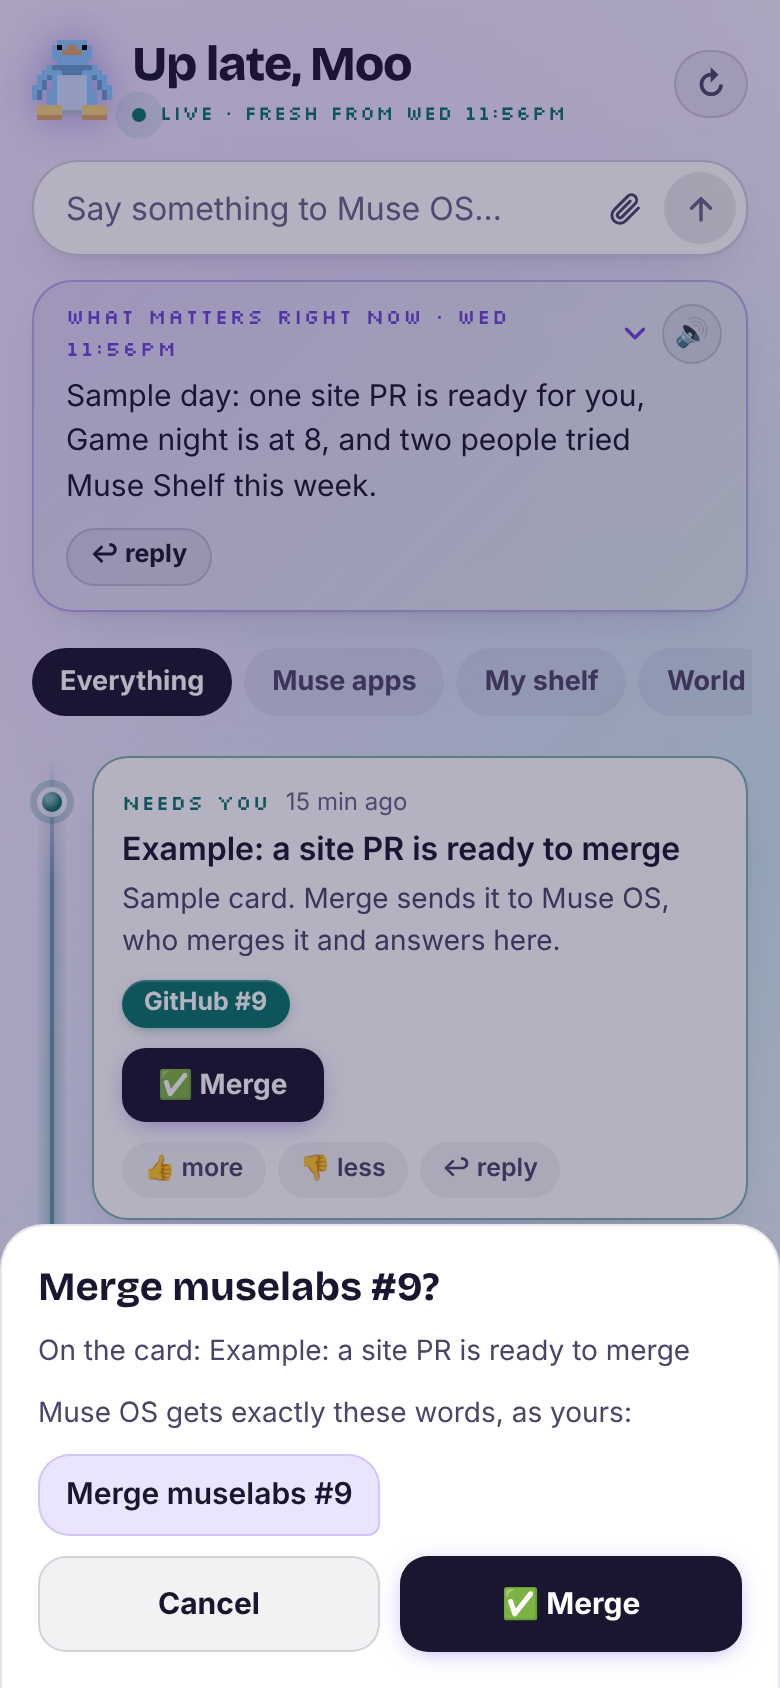 Up late, Moo
LIVE · FRESH FROM WED 11:56PM
Say something to Muse OS...
WHAT MATTERS RIGHT NOW · WED
11:56PM
Sample day: one site PR is ready for you,
Game night is at 8, and two people tried
Muse Shelf this week.
↩ reply
Everything Muse apps My shelf World
NEEDS YOU 15 min ago
Example: a site PR is ready to merge
Sample card. Merge sends it to Muse OS,
who merges it and answers here.
GitHub #9
✅ Merge
👍 more 👎 less ↩ reply
Merge muselabs #9?
On the card: Example: a site PR is ready to merge
Muse OS gets exactly these words, as yours:
Merge muselabs #9
Cancel ✅ Merge